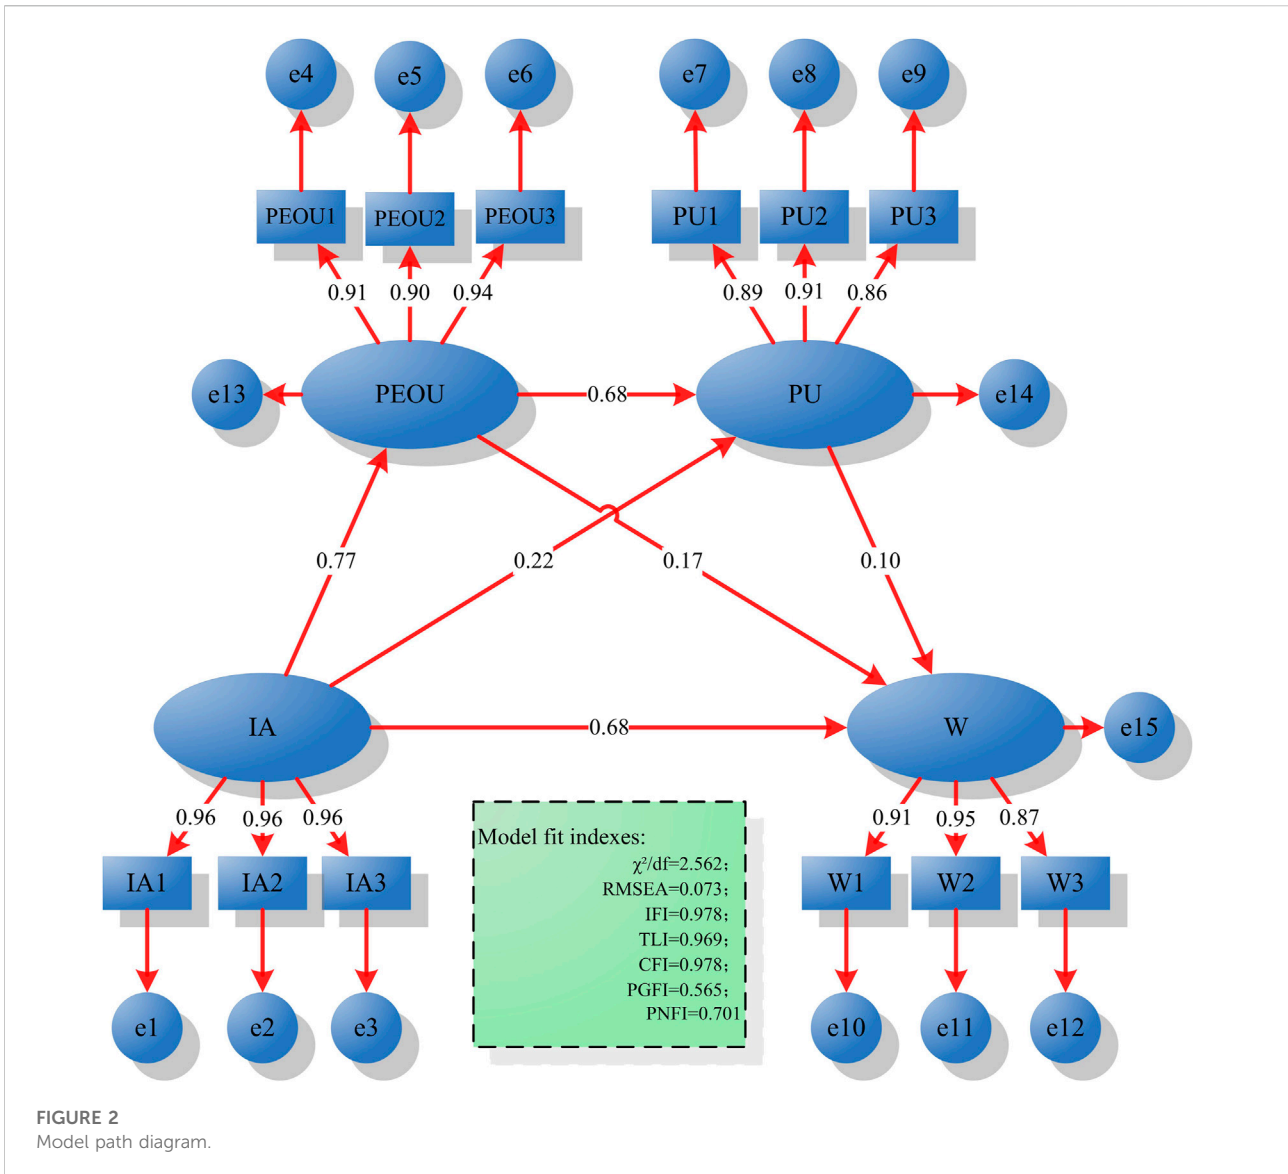 e4 e5 e6 e7 e8 e9
PEOU1 PEOU2 PEOU3 PU1 PU2 PU3
0.91 0.90 0.94 0.89 0.91 0.86
e13 PEOU 0.68 PU e14
0.77 0.22 0.17 0.10
IA 0.68 W e15
0.96 0.96 0.96 0.91 0.95 0.87
IA1 IA2 IA3 W1 W2 W3
e1 e2 e3 e10 e11 e12
Model fit indexes:
χ²/df=2.562;
RMSEA=0.073;
IFI=0.978;
TLI=0.969;
CFI=0.978;
PGFI=0.565;
PNFI=0.701
FIGURE 2
Model path diagram.